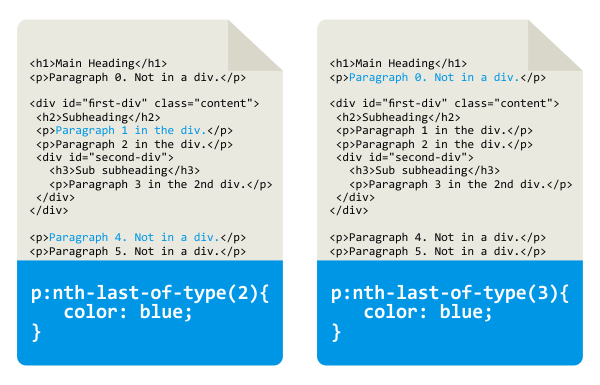 <h1>Main Heading</h1>
<p>Paragraph 0. Not in a div.</p>
<div id="first-div" class="content">
<h2>Subheading</h2>
<p>Paragraph 1 in the div.</p>
<p>Paragraph 2 in the div.</p>
<div id="second-div">
<h3>Sub subheading</h3>
<p>Paragraph 3 in the 2nd div.</p>
</div>
</div>
<p>Paragraph 4. Not in a div.</p>
<p>Paragraph 5. Not in a div.</p>
p:nth-last-of-type(2){
color: blue;
}
<h1>Main Heading</h1>
<p>Paragraph 0. Not in a div.</p>
<div id="first-div" class="content">
<h2>Subheading</h2>
<p>Paragraph 1 in the div.</p>
<p>Paragraph 2 in the div.</p>
<div id="second-div">
<h3>Sub subheading</h3>
<p>Paragraph 3 in the 2nd div.</p>
</div>
</div>
<p>Paragraph 4. Not in a div.</p>
<p>Paragraph 5. Not in a div.</p>
p:nth-last-of-type(3){
color: blue;
}